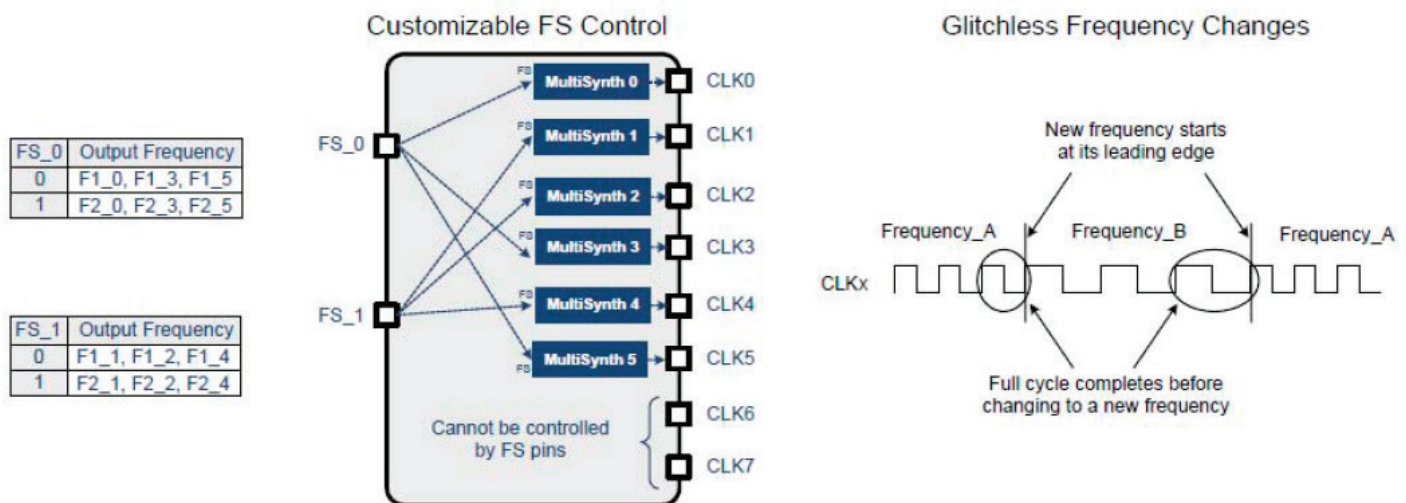 Customizable FS Control
Glitchless Frequency Changes
FS_0 Output Frequency
0 F1_0, F1_3, F1_5
1 F2_0, F2_3, F2_5
FS_1 Output Frequency
0 F1_1, F1_2, F1_4
1 F2_1, F2_2, F2_4
FS_0
FS_1
FS MultiSynth 0 CLK0
FS MultiSynth 1 CLK1
FS MultiSynth 2 CLK2
FS MultiSynth 3 CLK3
FS MultiSynth 4 CLK4
FS MultiSynth 5 CLK5
Cannot be controlled
by FS pins
CLK6
CLK7
New frequency starts
at its leading edge
Frequency_A
Frequency_B
Frequency_A
CLKx
Full cycle completes before
changing to a new frequency